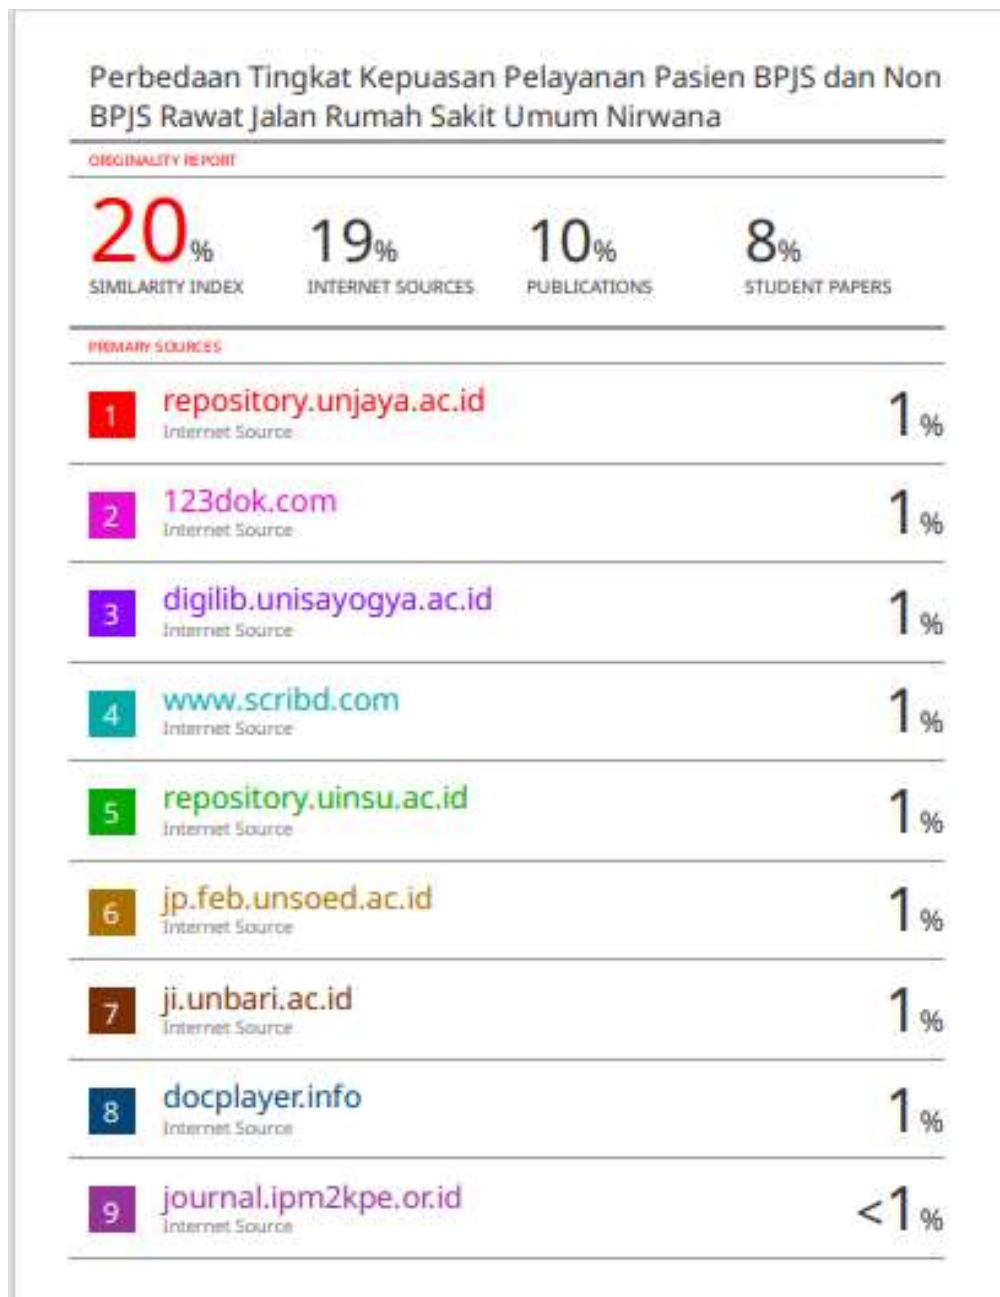 Perbedaan Tingkat Kepuasan Pelayanan Pasien BPJS dan Non
BPJS Rawat Jalan Rumah Sakit Umum Nirwana
ORIGINALITY REPORT
20% 19% 10% 8%
SIMILARITY INDEX INTERNET SOURCES PUBLICATIONS STUDENT PAPERS
PRIMARY SOURCES
1 repository.unjaya.ac.id 1%
Internet Source
2 123dok.com 1%
Internet Source
3 digilib.unisayogya.ac.id 1%
Internet Source
4 www.scribd.com 1%
Internet Source
5 repository.uinsu.ac.id 1%
Internet Source
6 jp.feb.unsoed.ac.id 1%
Internet Source
7 ji.unbari.ac.id 1%
Internet Source
8 docplayer.info 1%
Internet Source
9 journal.ipm2kpe.or.id <1%
Internet Source